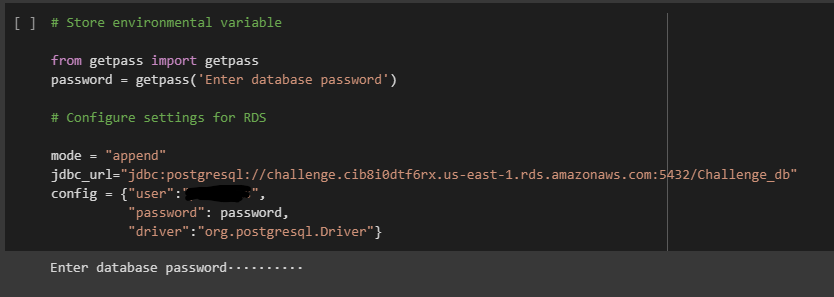 [ ] # Store environmental variable
from getpass import getpass
password = getpass('Enter database password')
# Configure settings for RDS
mode = "append"
jdbc_url="jdbc:postgresql://challenge.cib8i0dtf6rx.us-east-1.rds.amazonaws.com:5432/Challenge_db"
config = {"user":"",
"password": password,
"driver":"org.postgresql.Driver"}
Enter database password··········